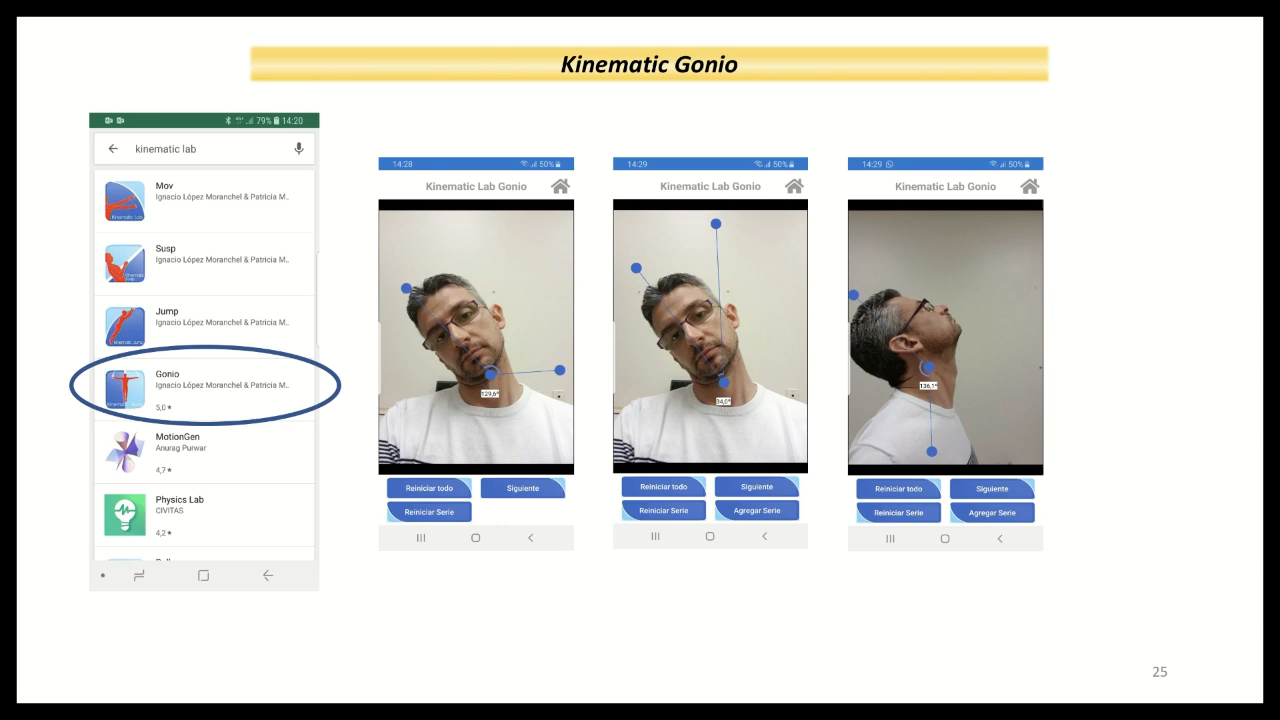 Kinematic Gonio
79% 14:20
kinematic lab
Mov
Ignacio López Moranchel & Patricia M..
Susp
Ignacio López Moranchel & Patricia M..
Jump
Ignacio López Moranchel & Patricia M..
Gonio
Ignacio López Moranchel & Patricia M..
5,0 ★
MotionGen
Anurag Purwar
4,7 ★
Physics Lab
CIVITAS
4,2 ★
14:28 50%
Kinematic Lab Gonio
129,6º
Reiniciar todo Siguiente
Reiniciar Serie
14:29 50%
Kinematic Lab Gonio
34,0º
Reiniciar todo Siguiente
Reiniciar Serie Agregar Serie
14:29 50%
Kinematic Lab Gonio
136,1º
Reiniciar todo Siguiente
Reiniciar Serie Agregar Serie
25